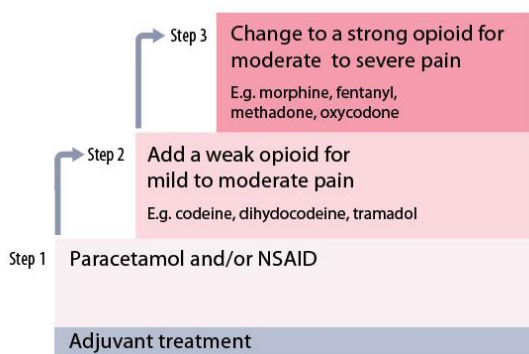 Step 3
Change to a strong opioid for
moderate to severe pain
E.g. morphine, fentanyl,
methadone, oxycodone
Step 2
Add a weak opioid for
mild to moderate pain
E.g. codeine, dihydocodeine, tramadol
Step 1
Paracetamol and/or NSAID
Adjuvant treatment